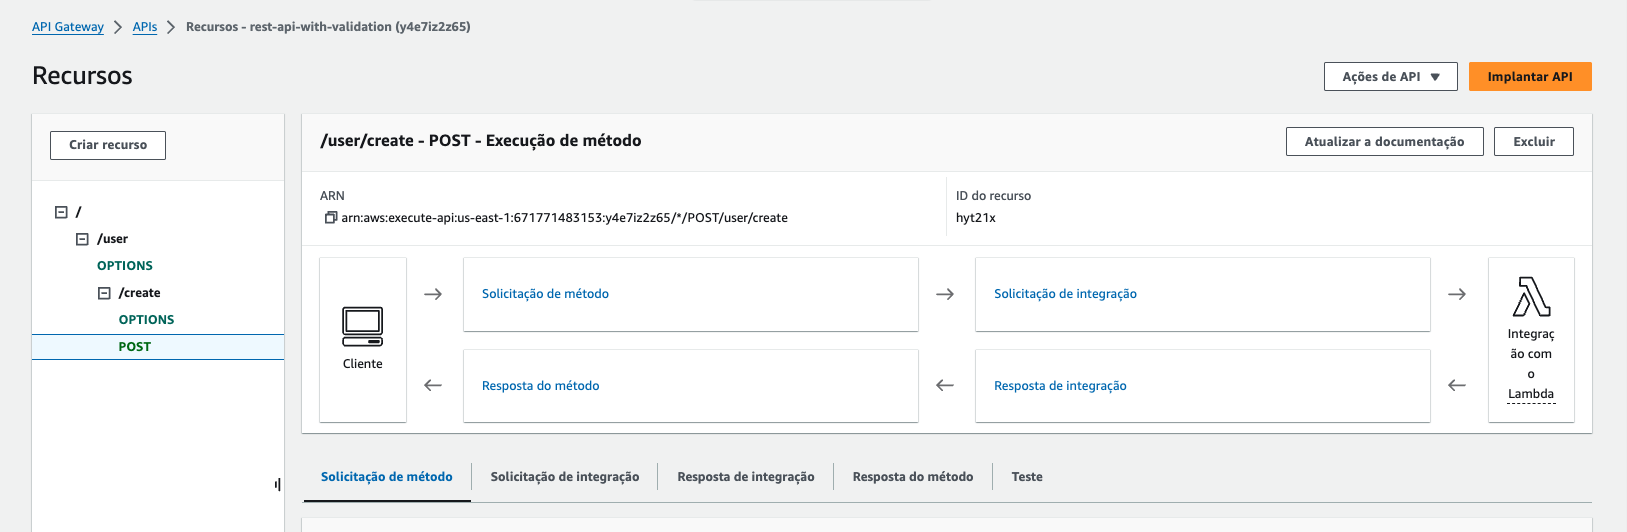 API Gateway > APIs > Recursos - rest-api-with-validation (y4e7iz2z65)
Recursos
Ações de API
Implantar API
Criar recurso
/
/user
OPTIONS
/create
OPTIONS
POST
/user/create - POST - Execução de método
Atualizar a documentação
Excluir
ARN
arn:aws:execute-api:us-east-1:671771483153:y4e7iz2z65/*/POST/user/create
ID do recurso
hyt21x
Cliente
Solicitação de método
Solicitação de integração
Resposta do método
Resposta de integração
Integraç
ão com
o
Lambda
Solicitação de método
Solicitação de integração
Resposta de integração
Resposta do método
Teste